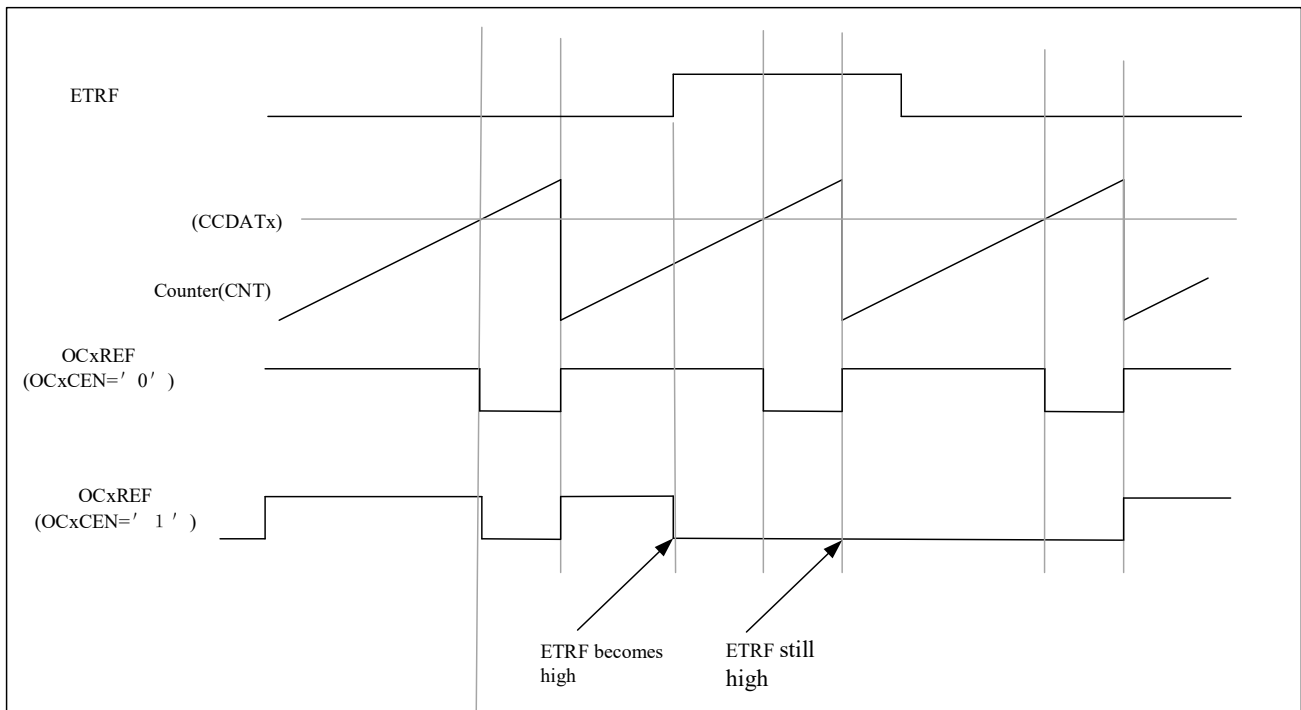 ETRF
(CCDATx)
Counter(CNT)
OCxREF
(OCxCEN=′ 0′ )
OCxREF
(OCxCEN=′ 1 ′ )
ETRF becomes
high
ETRF still
high